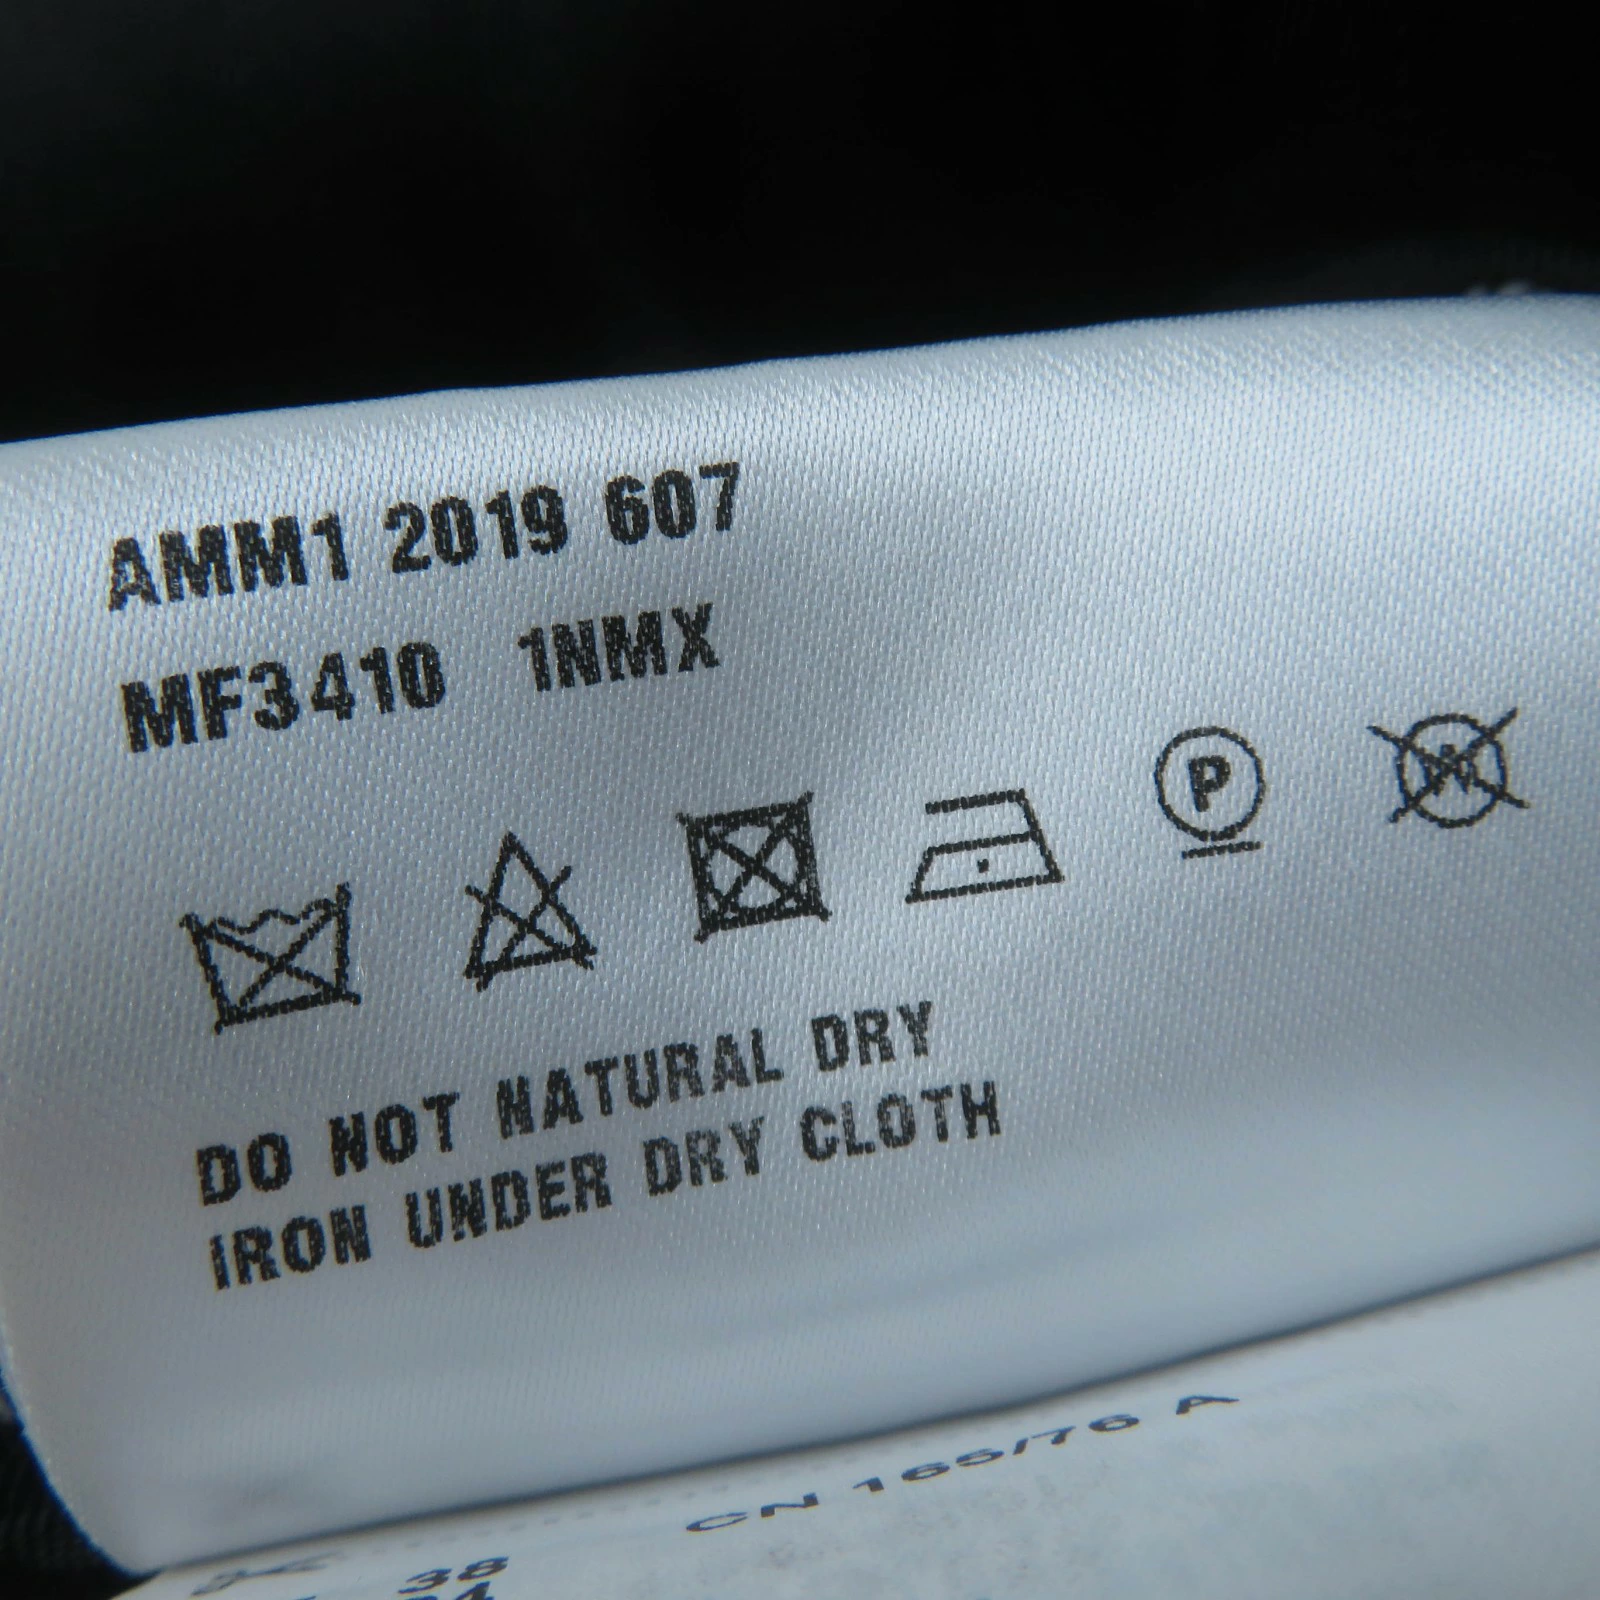 AMM1 2019 607
MF3410 1NMX
P
DO NOT NATURAL DRY
IRON UNDER DRY CLOTH
CN 165/76 A
38